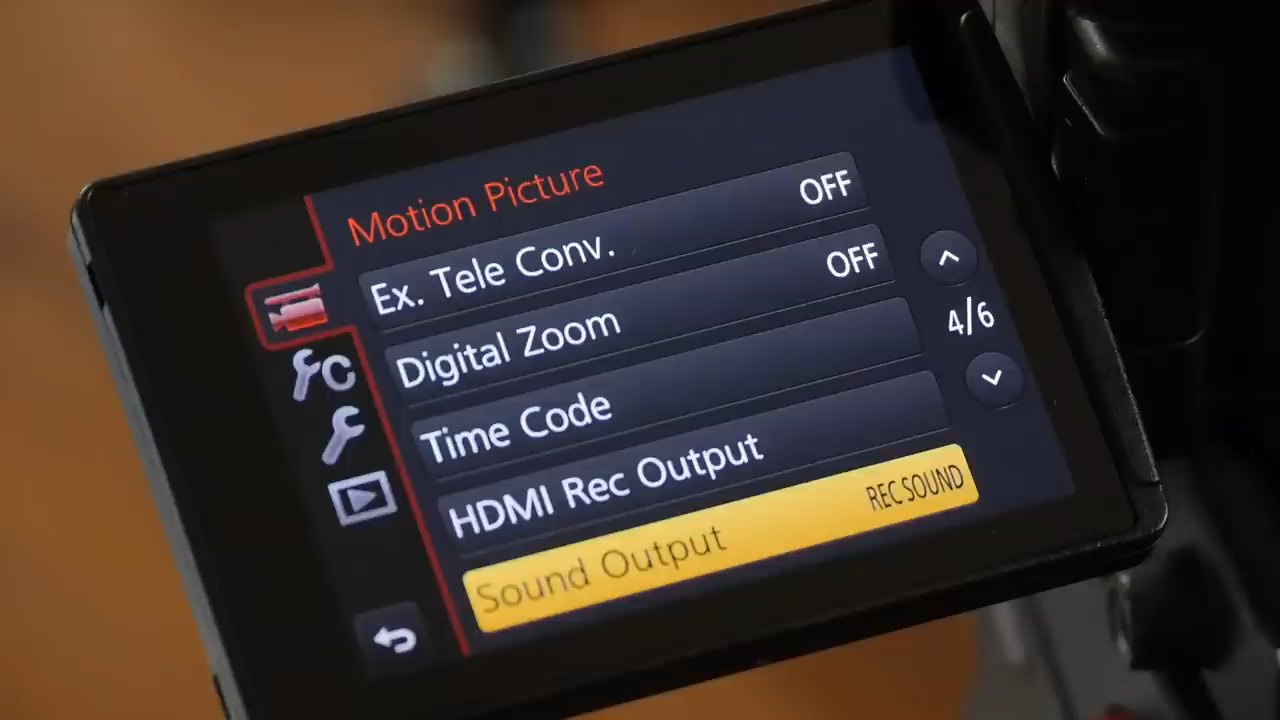 Motion Picture
Ex. Tele Conv. OFF
Digital Zoom OFF
Time Code
HDMI Rec Output
Sound Output REC SOUND
4/6
C